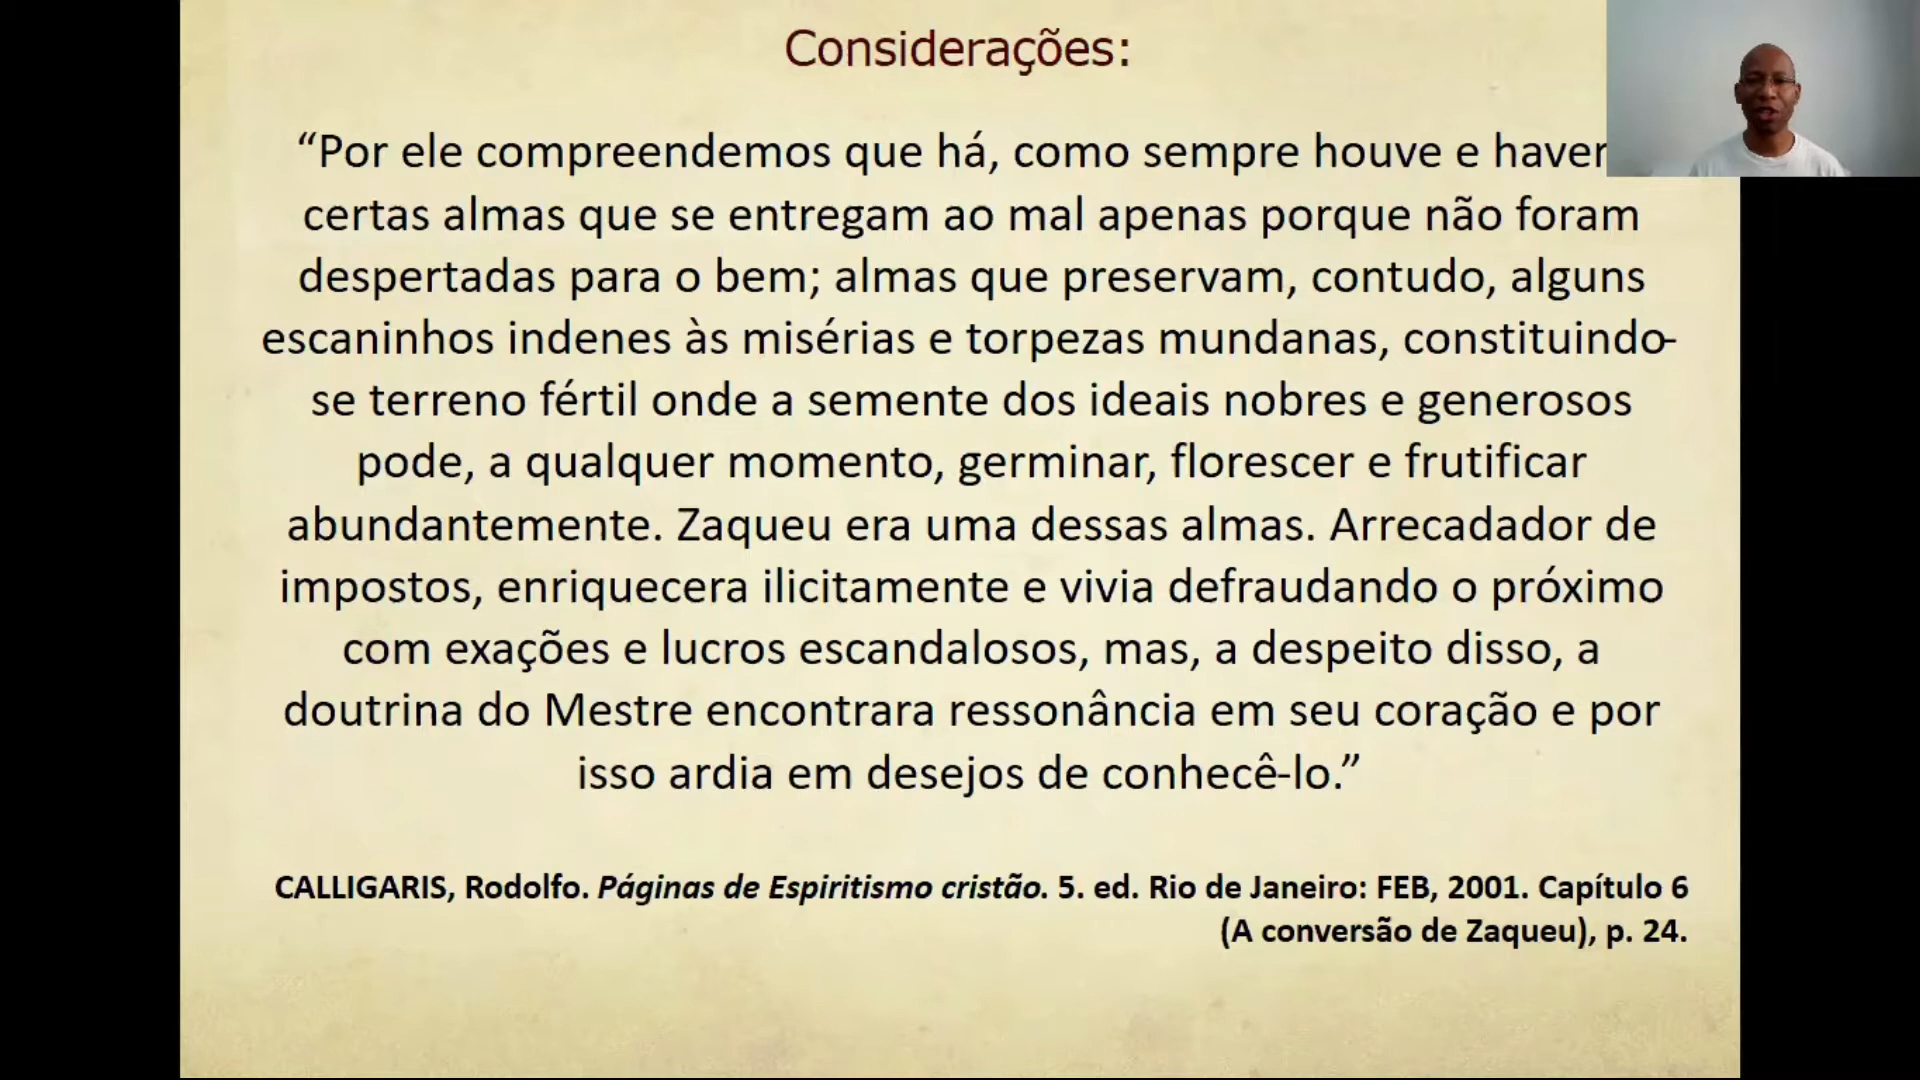 Considerações:
“Por ele compreendemos que há, como sempre houve e
certas almas que se entregam ao mal apenas porque não foram
despertadas para o bem; almas que preservam, contudo, alguns
escaninhos indenes às misérias e torpezas mundanas, constituindo-
se terreno fértil onde a semente dos ideais nobres e generosos
pode, a qualquer momento, germinar, florescer e frutificar
abundantemente. Zaqueu era uma dessas almas. Arrecadador de
impostos, enriquecera ilicitamente e vivia defraudando o próximo
com exações e lucros escandalosos, mas, a despeito disso, a
doutrina do Mestre encontrara ressonância em seu coração e por
isso ardia em desejos de conhecê-lo.”
CALLIGARIS, Rodolfo. Páginas de Espiritismo cristão. 5. ed. Rio de Janeiro: FEB, 2001. Capítulo 6
(A conversão de Zaqueu), p. 24.